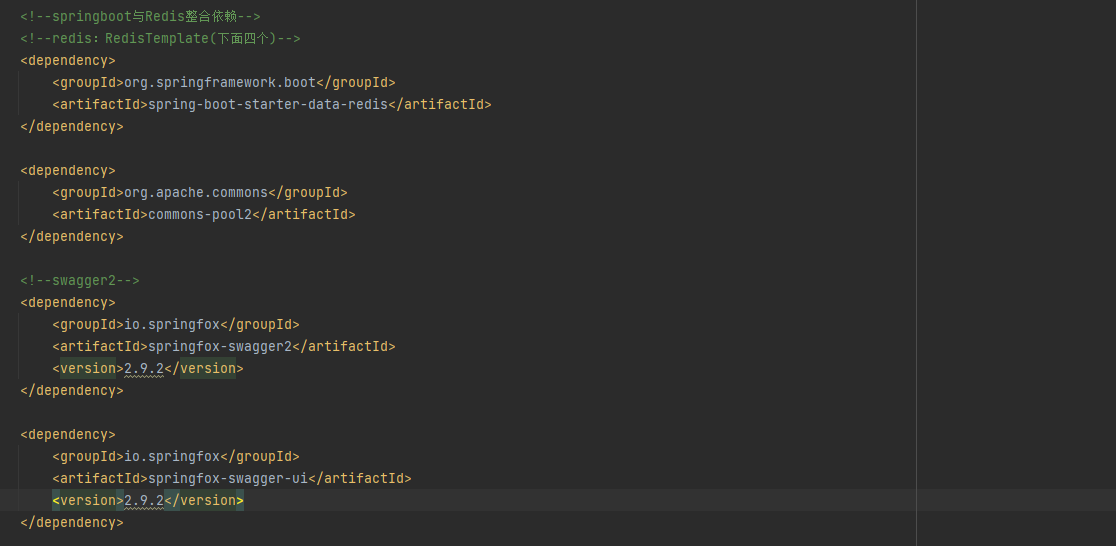 <!--springboot与Redis整合依赖-->
<!--redis：RedisTemplate(下面四个)-->
<dependency>
    <groupId>org.springframework.boot</groupId>
    <artifactId>spring-boot-starter-data-redis</artifactId>
</dependency>

<dependency>
    <groupId>org.apache.commons</groupId>
    <artifactId>commons-pool2</artifactId>
</dependency>

<!--swagger2-->
<dependency>
    <groupId>io.springfox</groupId>
    <artifactId>springfox-swagger2</artifactId>
    <version>2.9.2</version>
</dependency>

<dependency>
    <groupId>io.springfox</groupId>
    <artifactId>springfox-swagger-ui</artifactId>
    <version>2.9.2</version>
</dependency>